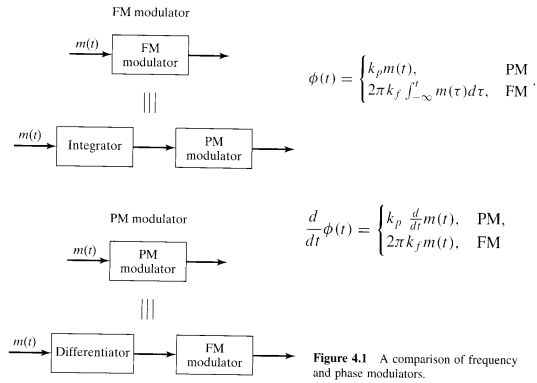 FM modulator
m(t)
FM
modulator
m(t)
Integrator
PM
modulator
ϕ(t) = { k_p m(t), PM
2πk_f ∫_{−∞}^{t} m(τ)dτ, FM .
PM modulator
m(t)
PM
modulator
m(t)
Differentiator
FM
modulator
d/dt ϕ(t) = { k_p d/dt m(t), PM,
2πk_f m(t), FM
Figure 4.1 A comparison of frequency
and phase modulators.